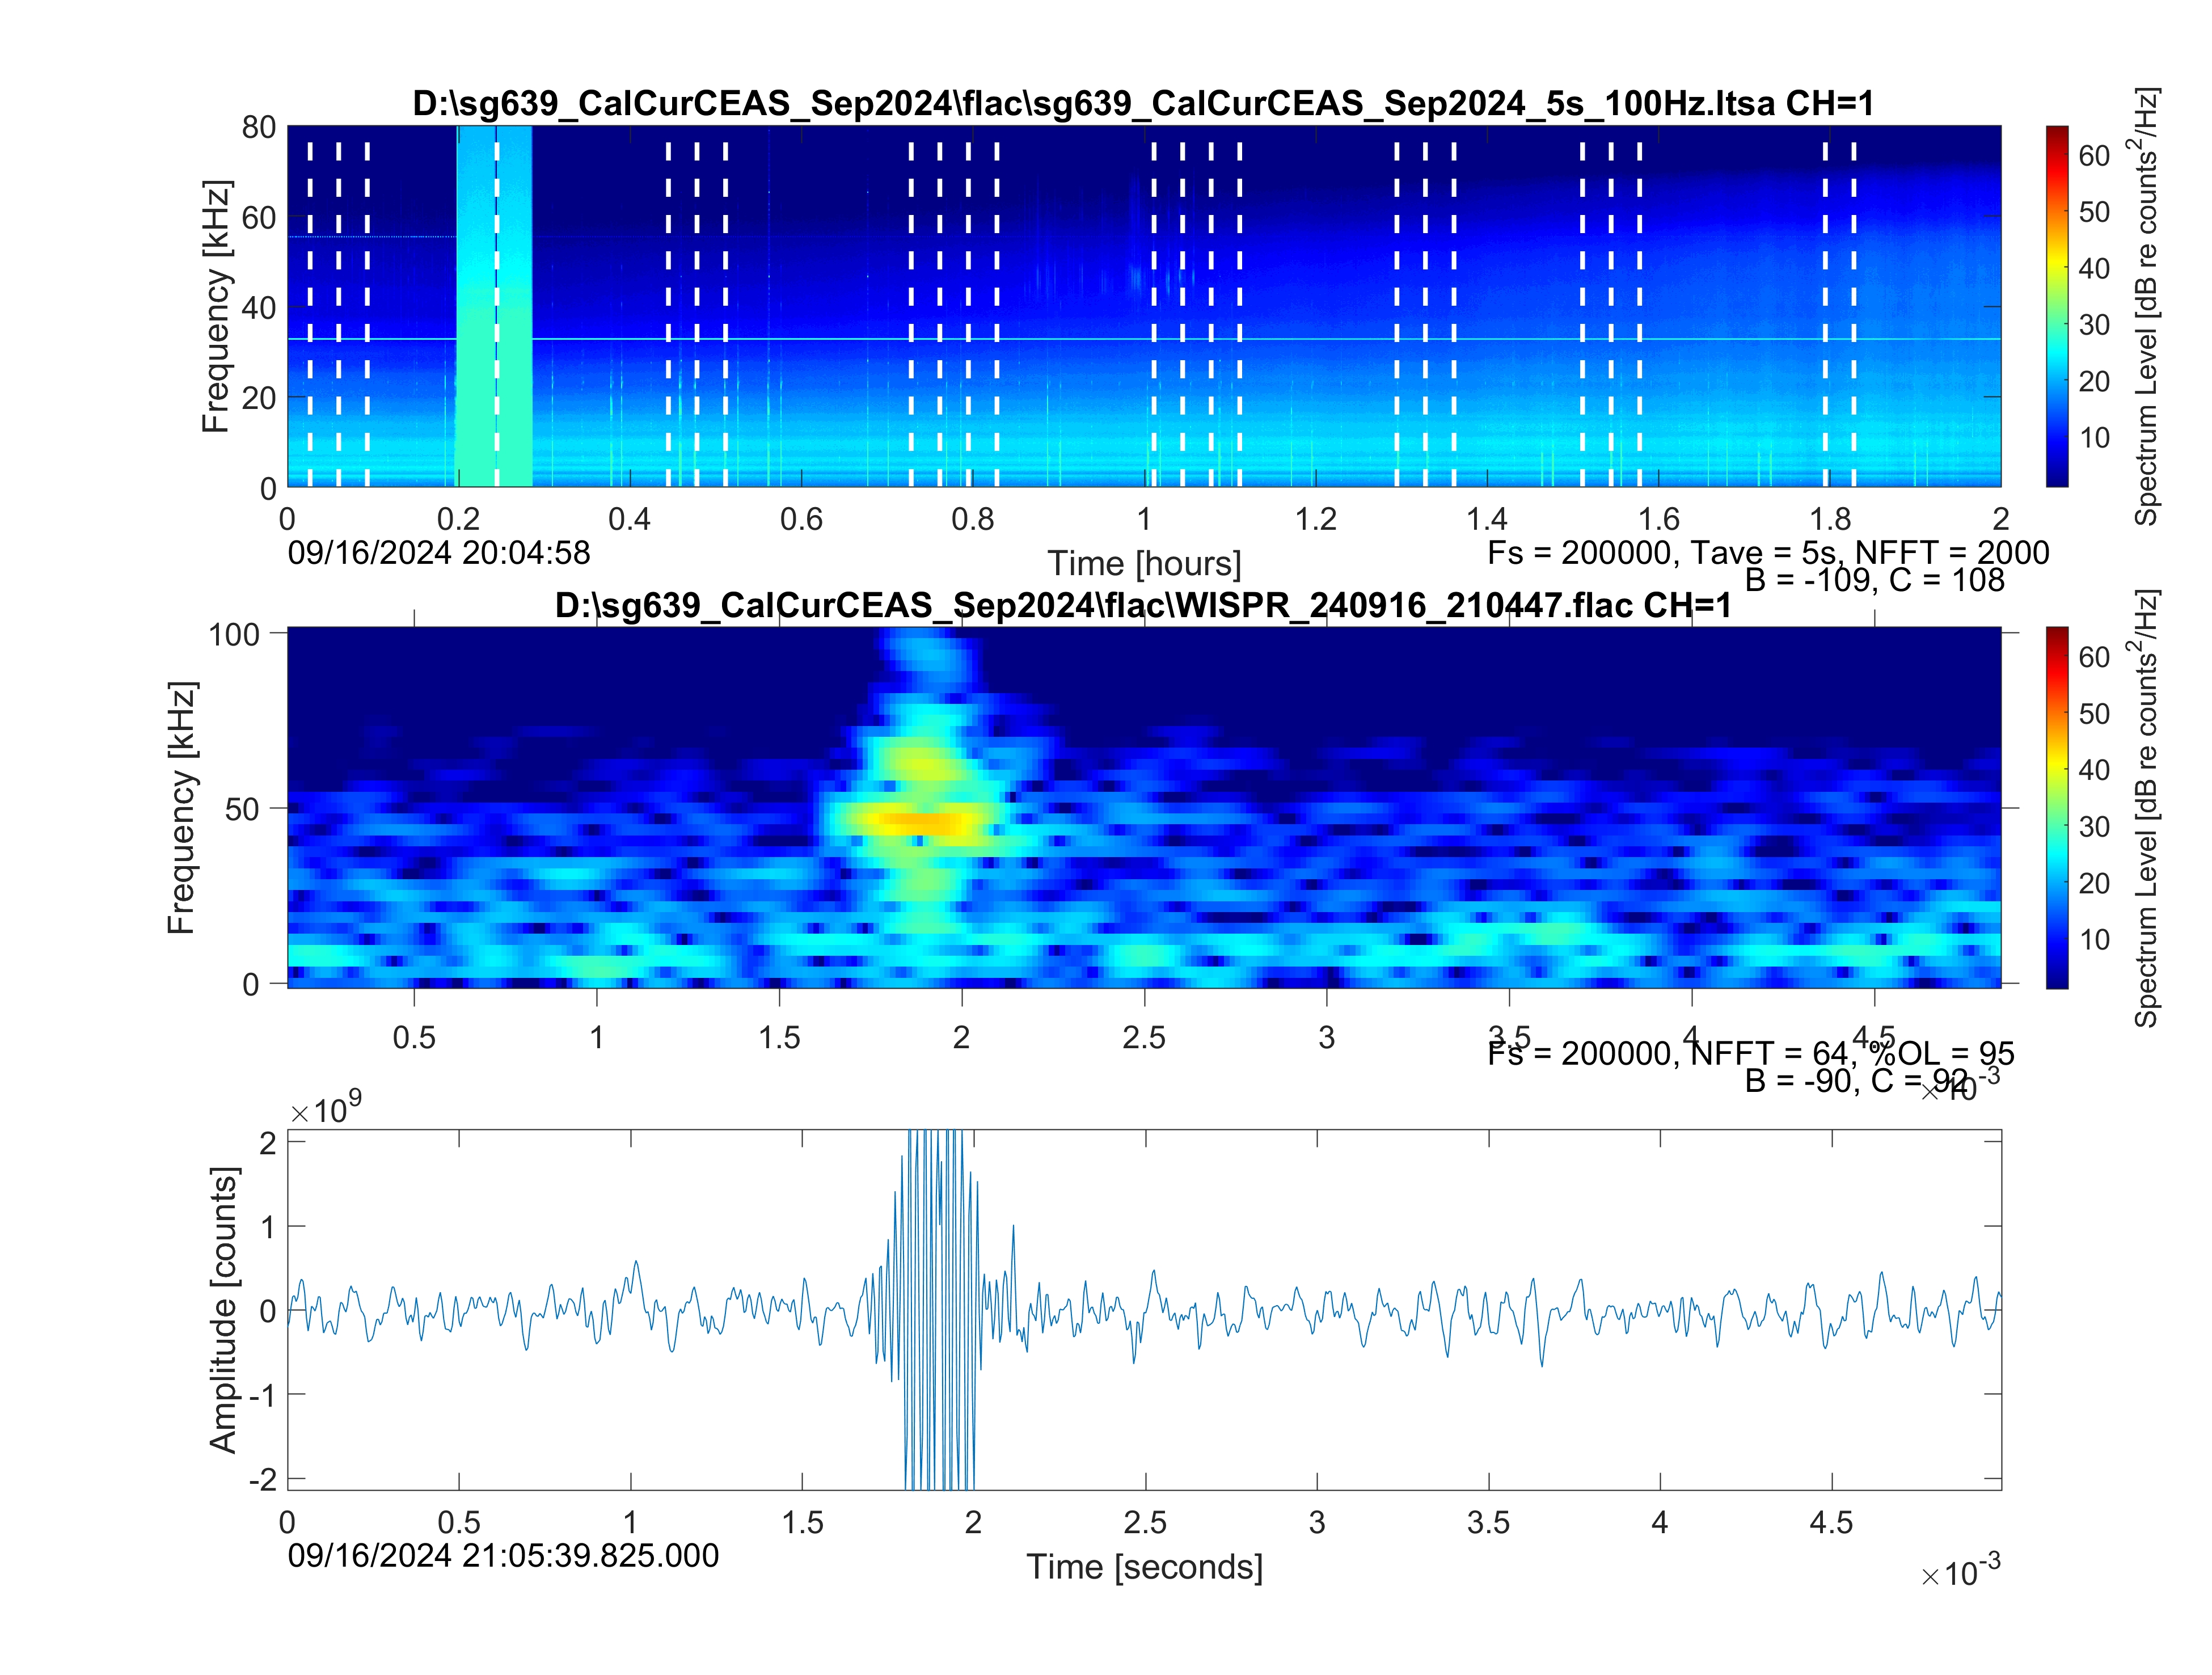 D:\sg639_CalCurCEAS_Sep2024\flac\sg639_CalCurCEAS_Sep2024_5s_100Hz.ltsa CH=1
80
60
40
20
0
Frequency [kHz]
0 0.2 0.4 0.6 0.8 1 1.2 1.4 1.6 1.8 2
09/16/2024 20:04:58
Time [hours]
Fs = 200000, Tave = 5s, NFFT = 2000
B = -109, C = 108
60
50
40
30
20
10
Spectrum Level [dB re counts²/Hz]
D:\sg639_CalCurCEAS_Sep2024\flac\WISPR_240916_210447.flac CH=1
100
50
0
Frequency [kHz]
0.5 1 1.5 2 2.5 3 3.5 4 4.5
×10⁻³
Fs = 200000, NFFT = 64, %OL = 95
B = -90, C = 92
60
50
40
30
20
10
Spectrum Level [dB re counts²/Hz]
×10⁹
2
1
0
-1
-2
Amplitude [counts]
0 0.5 1 1.5 2 2.5 3 3.5 4 4.5
09/16/2024 21:05:39.825.000
Time [seconds]
×10⁻³